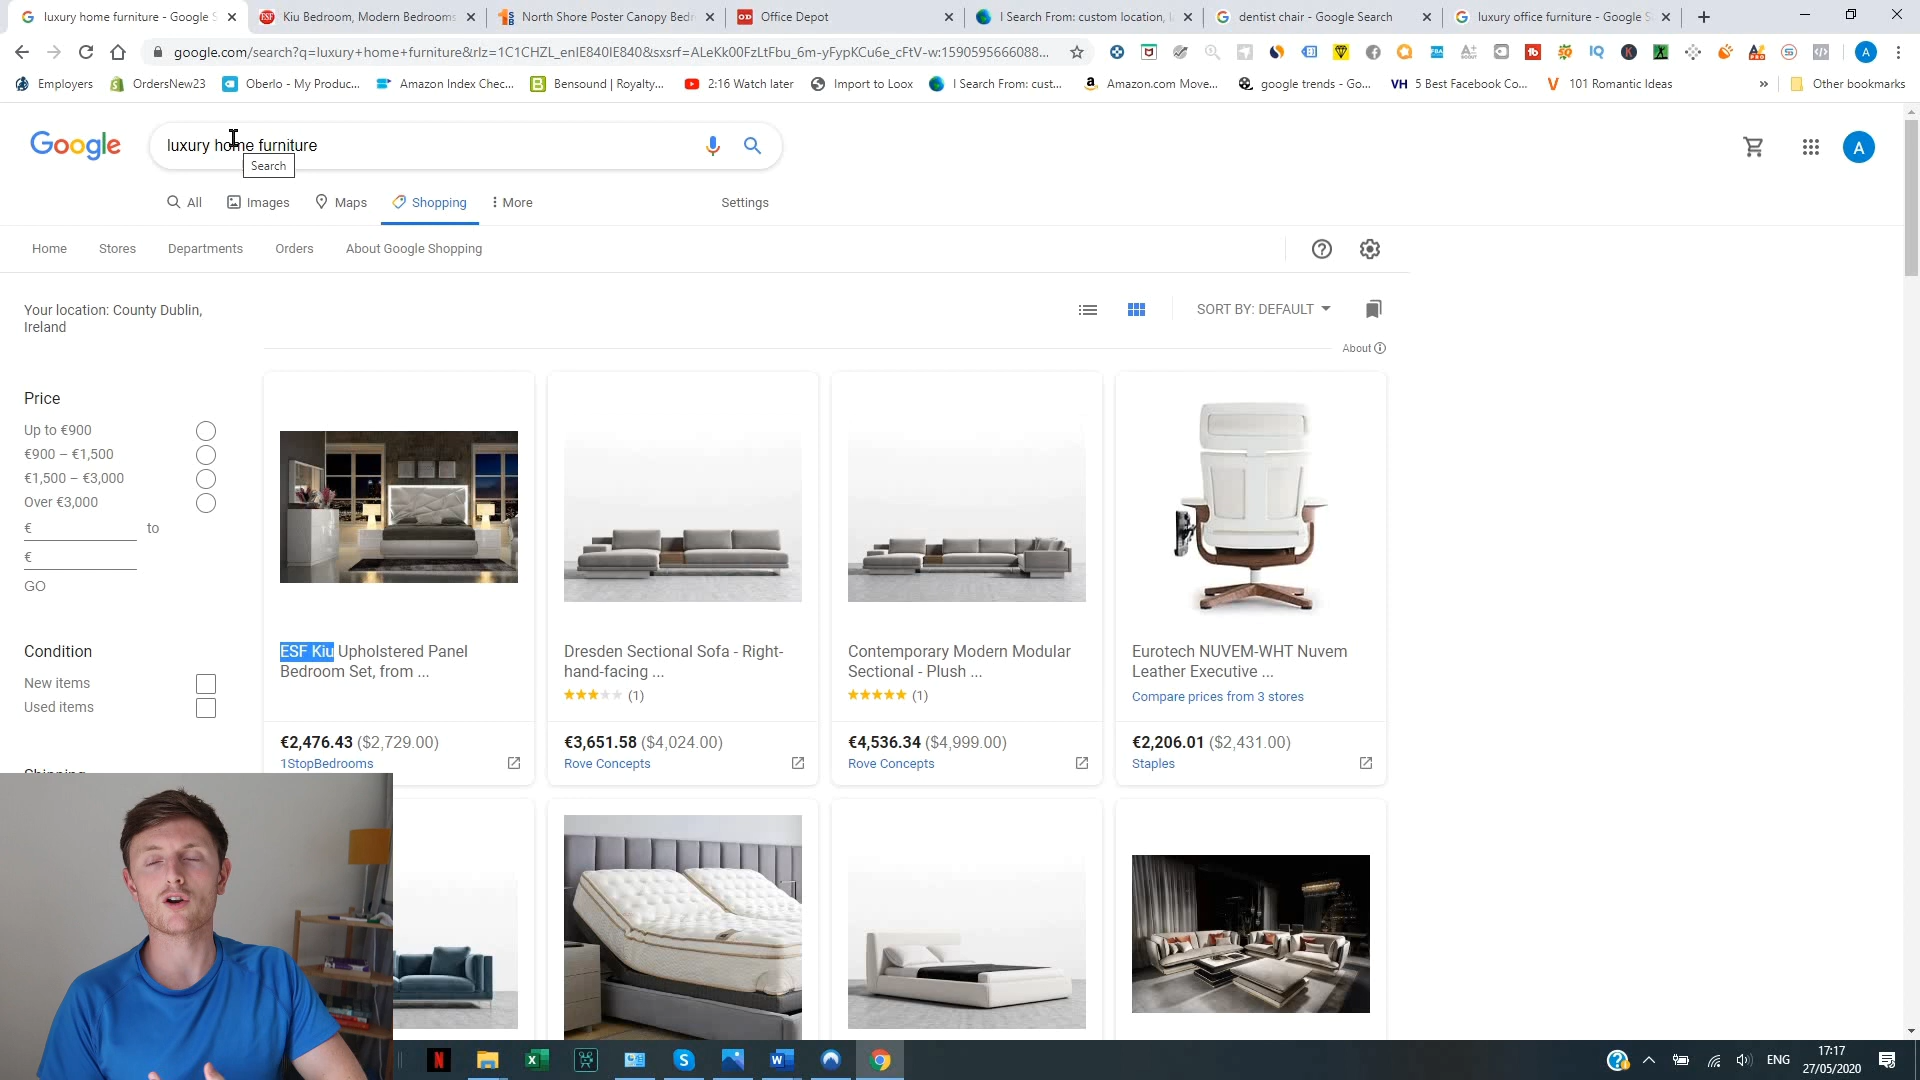 luxury home furniture - Google S
Kiu Bedroom, Modern Bedrooms
North Shore Poster Canopy Bedr
Office Depot
I Search From: custom location, l
dentist chair - Google Search
luxury office furniture - Google S
google.com/search?q=luxury+home+furniture&rlz=1C1CHZL_enIE840IE840&sxsrf=ALeKk00FzLtFbu_6m-yFypKCu6e_cFtV-w:1590595666088...
A
Employers
OrdersNew23
Oberlo - My Produc...
Amazon Index Chec...
Bensound | Royalty...
2:16 Watch later
Import to Loox
I Search From: cust...
Amazon.com Move...
google trends - Go...
VH 5 Best Facebook Co...
101 Romantic Ideas
»
Other bookmarks
Google
luxury home furniture
Search
A
All
Images
Maps
Shopping
More
Settings
Home
Stores
Departments
Orders
About Google Shopping
Your location: County Dublin,
Ireland
SORT BY: DEFAULT
About
Price
Up to €900
€900 – €1,500
€1,500 – €3,000
Over €3,000
€ to
€
GO
Condition
New items
Used items
ESF Kiu Upholstered Panel
Bedroom Set, from ...
€2,476.43 ($2,729.00)
1StopBedrooms
Dresden Sectional Sofa - Right-
hand-facing ...
(1)
€3,651.58 ($4,024.00)
Rove Concepts
Contemporary Modern Modular
Sectional - Plush ...
(1)
€4,536.34 ($4,999.00)
Rove Concepts
Eurotech NUVEM-WHT Nuvem
Leather Executive ...
Compare prices from 3 stores
€2,206.01 ($2,431.00)
Staples
ENG
17:17
27/05/2020